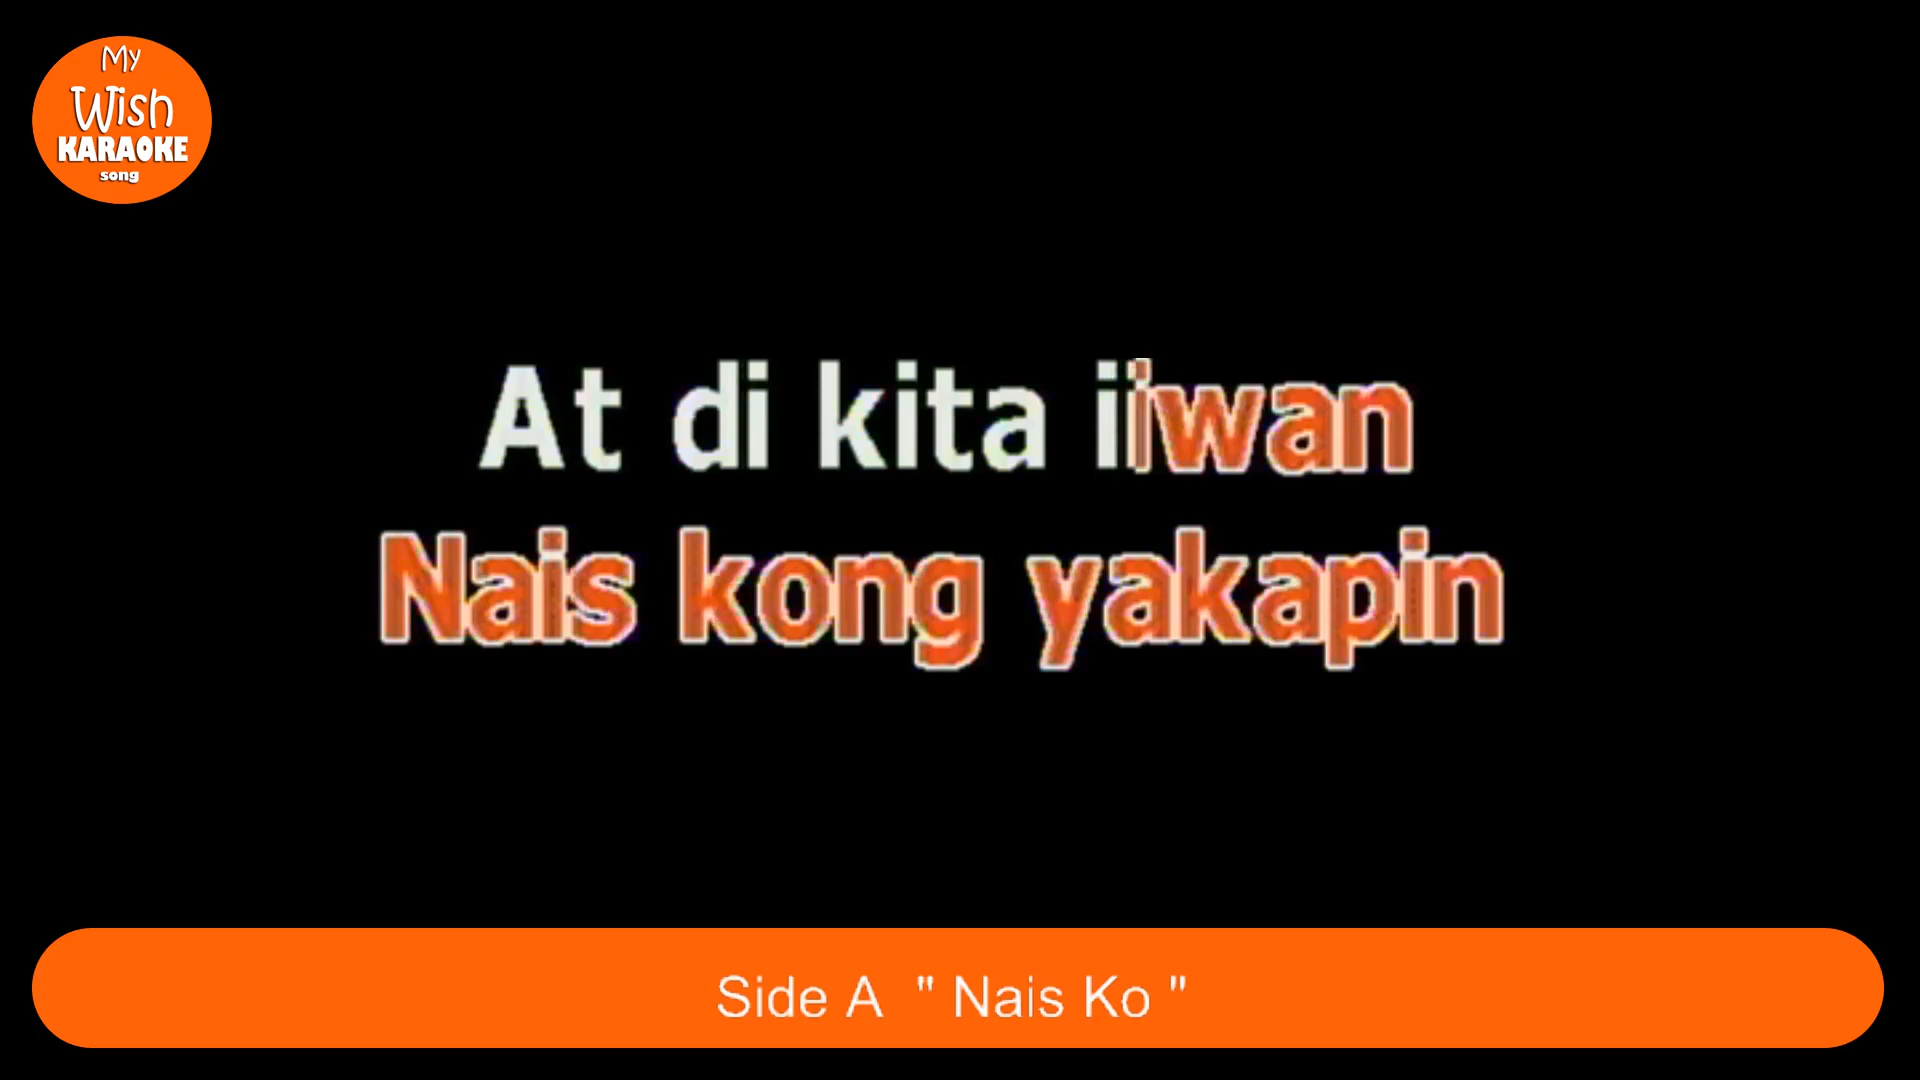 My
Wish
KARAOKE
song
At di kita iiwan
Nais kong yakapin
Side A " Nais Ko "